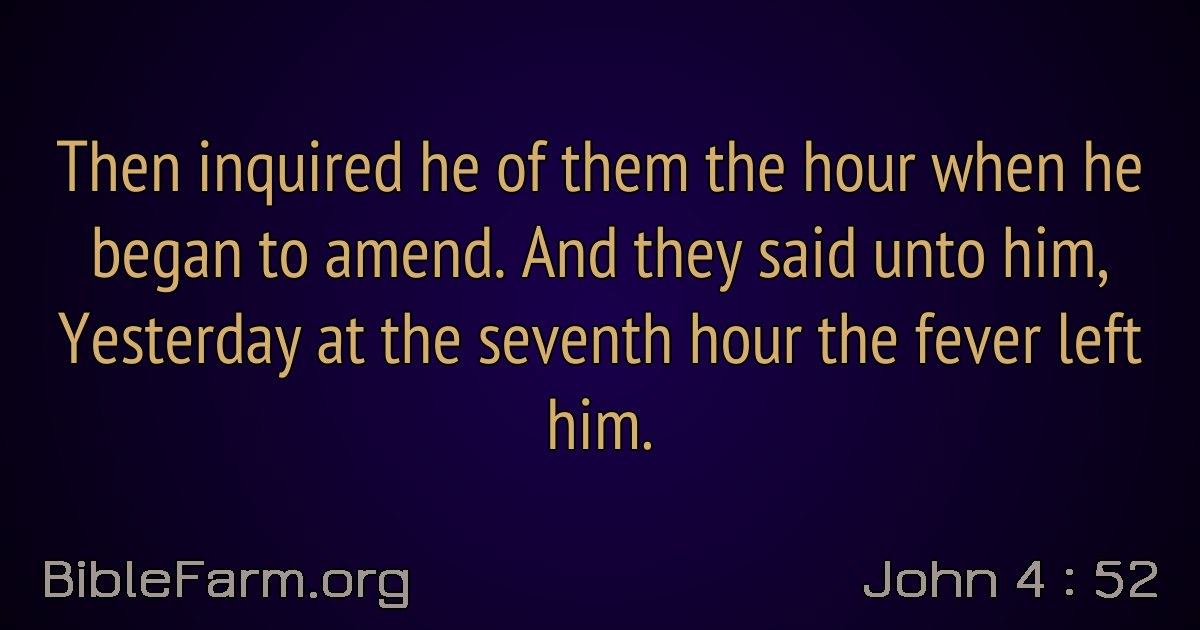 Then inquired he of them the hour when he
began to amend. And they said unto him,
Yesterday at the seventh hour the fever left
him.
BibleFarm.org
John 4 : 52